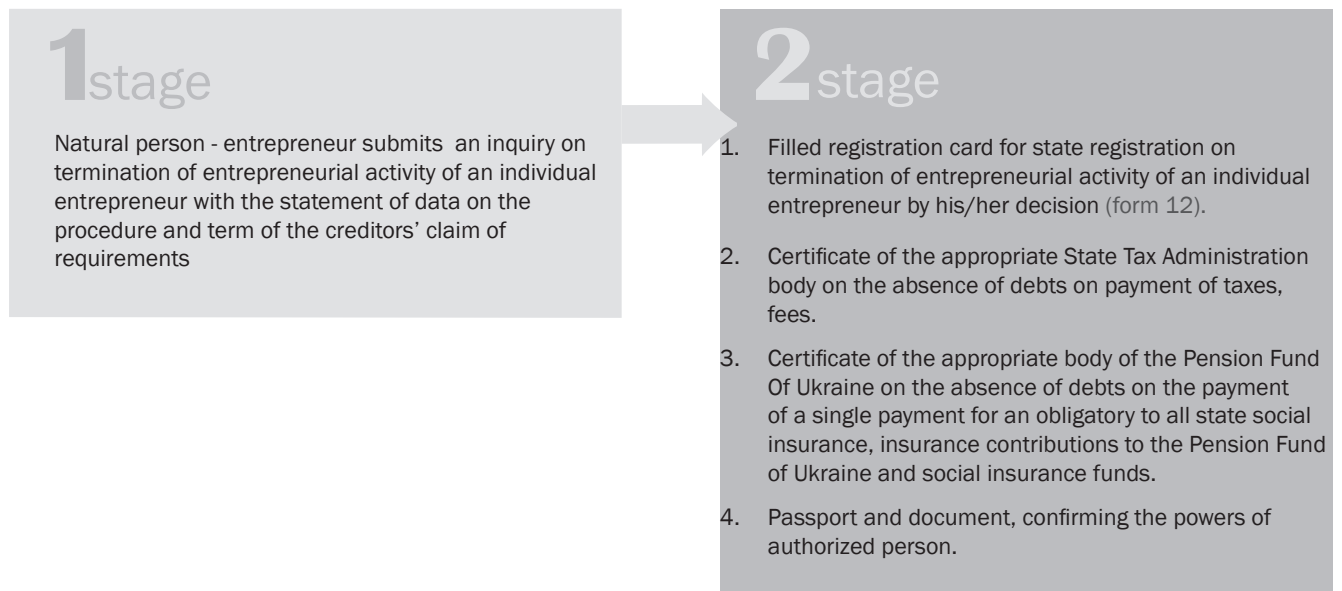 1 stage
Natural person - entrepreneur submits an inquiry on
termination of entrepreneurial activity of an individual
entrepreneur with the statement of data on the
procedure and term of the creditors’ claim of
requirements
2 stage
1. Filled registration card for state registration on
termination of entrepreneurial activity of an individual
entrepreneur by his/her decision (form 12).
2. Certificate of the appropriate State Tax Administration
body on the absence of debts on payment of taxes,
fees.
3. Certificate of the appropriate body of the Pension Fund
Of Ukraine on the absence of debts on the payment
of a single payment for an obligatory to all state social
insurance, insurance contributions to the Pension Fund
of Ukraine and social insurance funds.
4. Passport and document, confirming the powers of
authorized person.